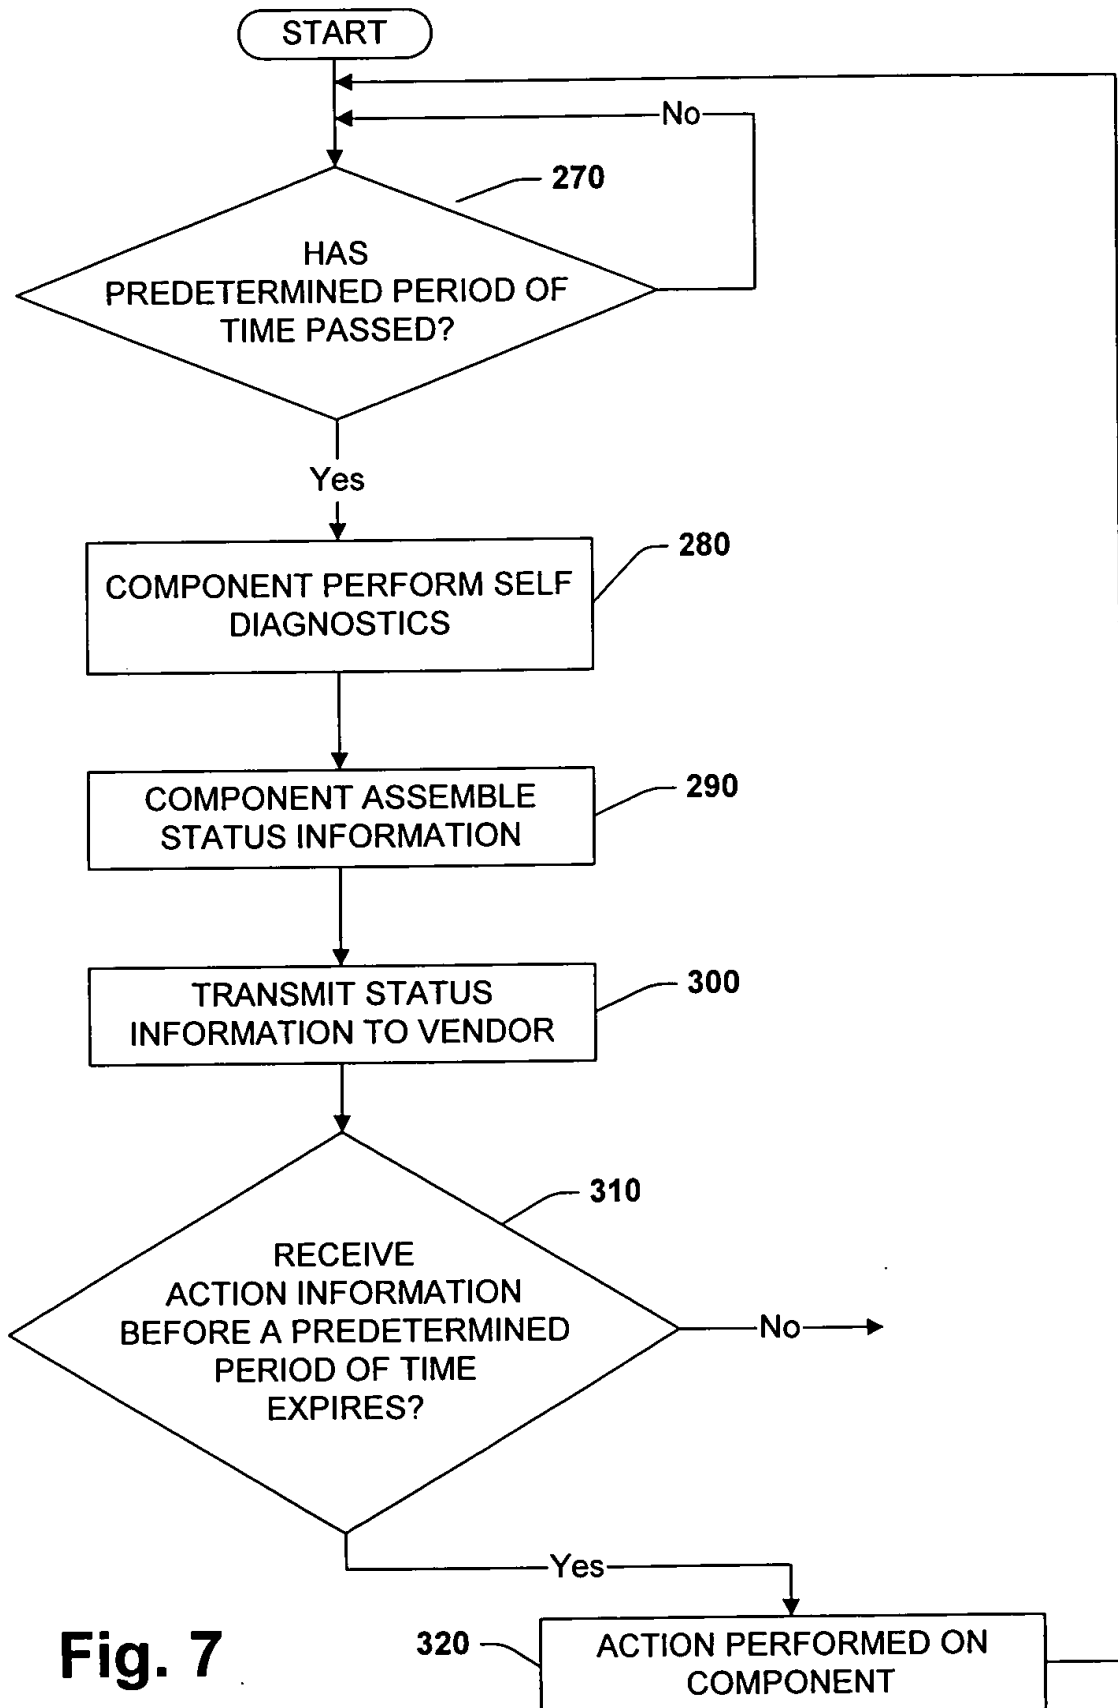 START
No
270
HAS
PREDETERMINED PERIOD OF
TIME PASSED?
Yes
280
COMPONENT PERFORM SELF
DIAGNOSTICS
290
COMPONENT ASSEMBLE
STATUS INFORMATION
300
TRANSMIT STATUS
INFORMATION TO VENDOR
310
RECEIVE
ACTION INFORMATION
BEFORE A PREDETERMINED
PERIOD OF TIME
EXPIRES?
No
Yes
Fig. 7
320
ACTION PERFORMED ON
COMPONENT